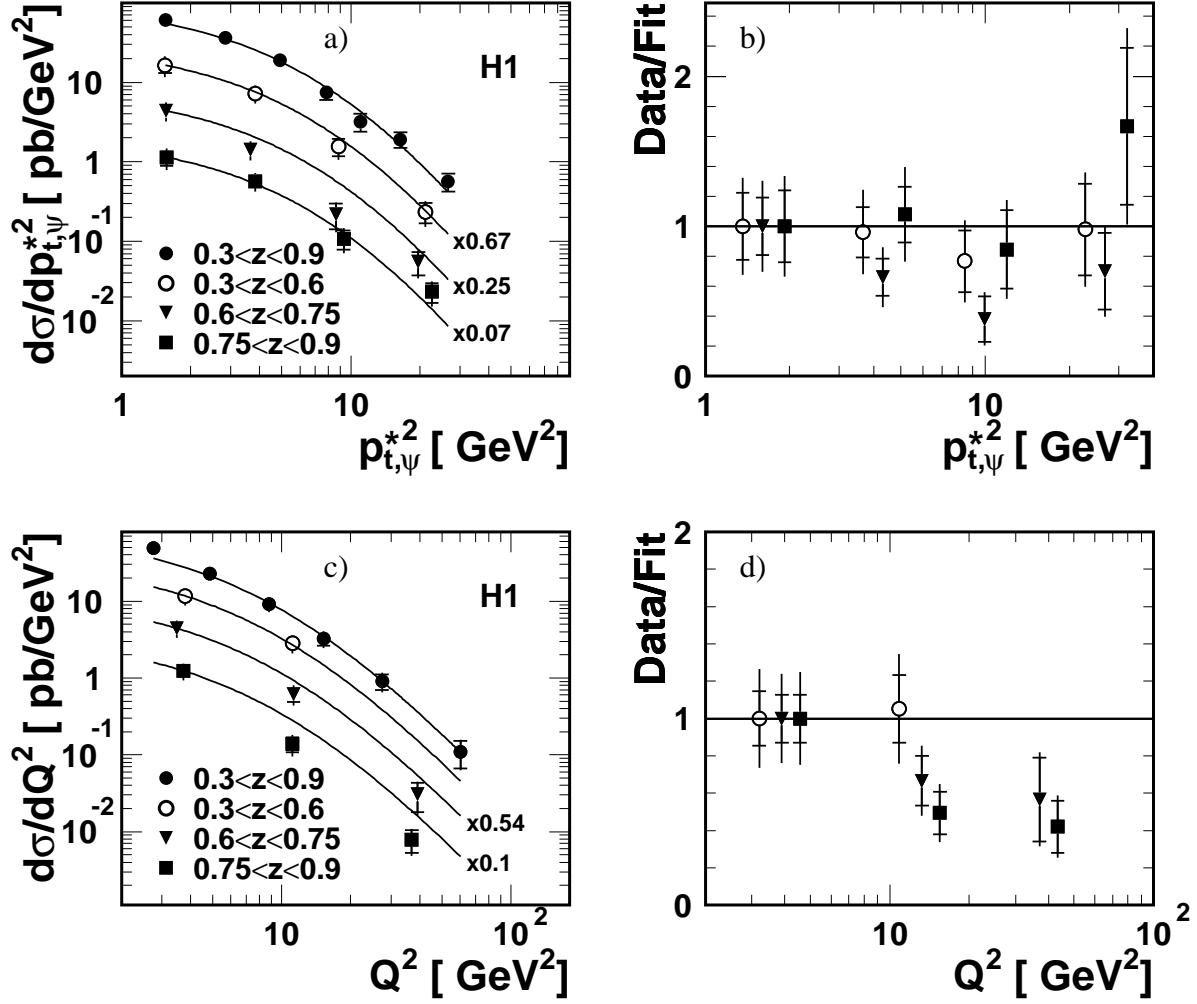 a)
H1
dσ/dp*2t,ψ [ pb/GeV2]
10
1
10-1
10-2
0.3<z<0.9
0.3<z<0.6
0.6<z<0.75
0.75<z<0.9
x0.67
x0.25
x0.07
1 10
p*2t,ψ [ GeV2]
b)
Data/Fit
2
1
0
1 10
p*2t,ψ [ GeV2]
c)
H1
dσ/dQ2 [ pb/GeV2]
10
1
10-1
10-2
0.3<z<0.9
0.3<z<0.6
0.6<z<0.75
0.75<z<0.9
x0.54
x0.1
10 102
Q2 [ GeV2]
d)
Data/Fit
2
1
0
10 102
Q2 [ GeV2]